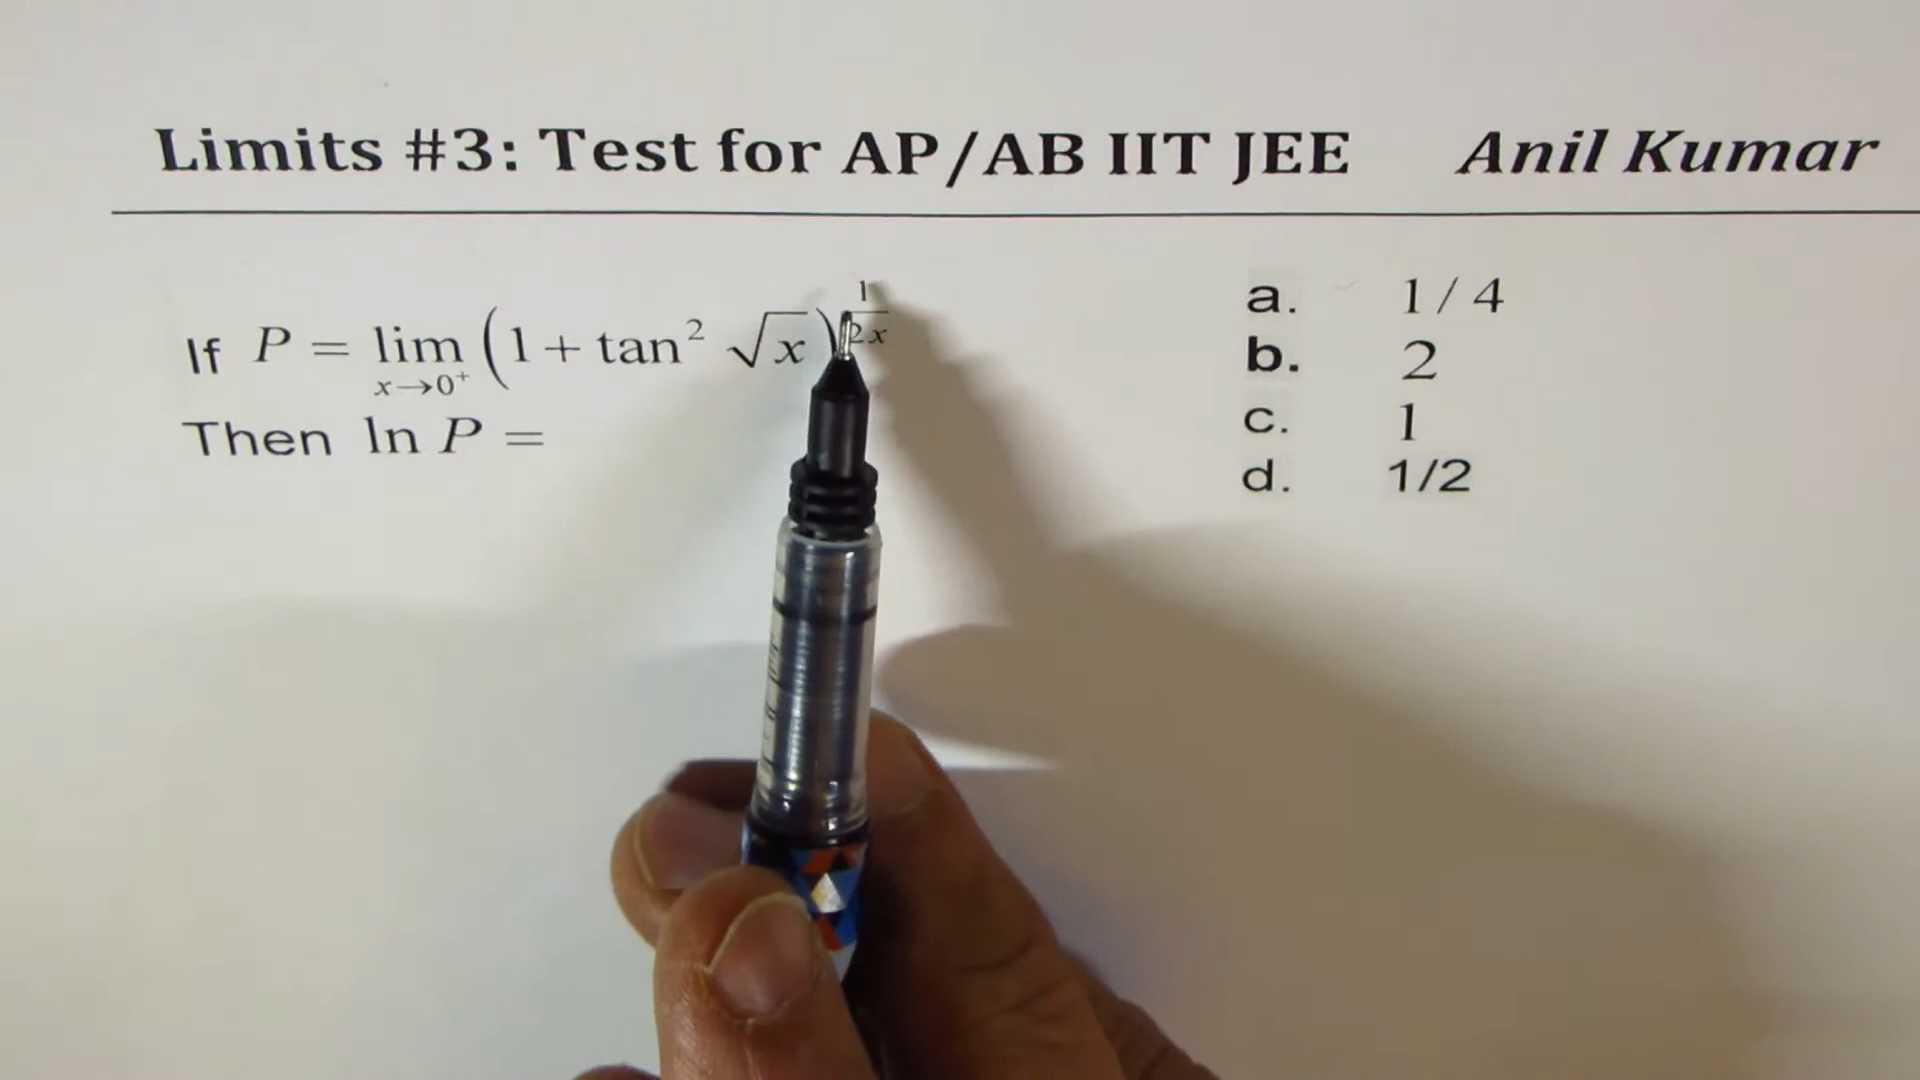 Limits #3: Test for AP/AB IIT JEE Anil Kumar
If P = lim x→0⁺ (1 + tan² √x)^(1/2x)
Then ln P =
a. 1 / 4
b. 2
c. 1
d. 1/2